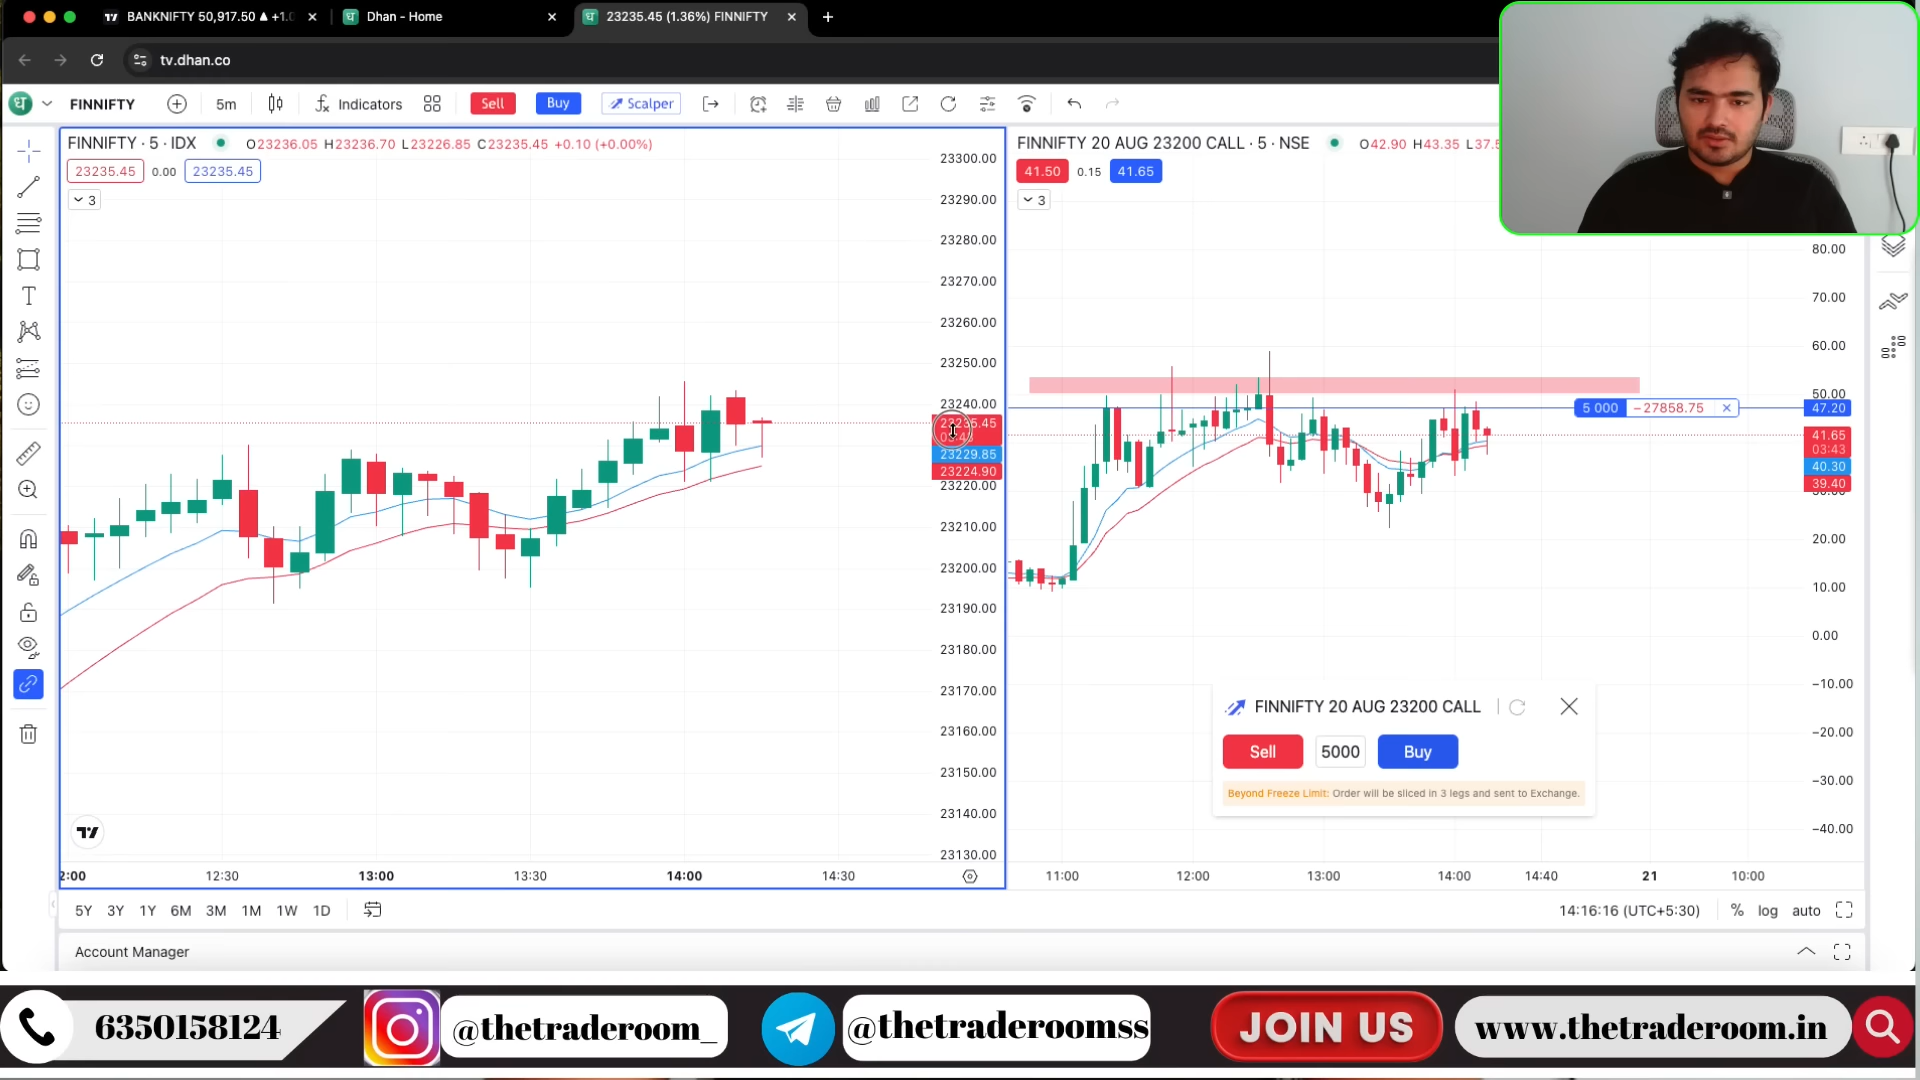 BANKNIFTY 50,917.50 ▲ +1.0
Dhan - Home
23235.45 (1.36%) FINNIFTY
tv.dhan.co
FINNIFTY
5m
Indicators
Sell
Buy
Scalper
FINNIFTY · 5 · IDX
O23236.05 H23236.70 L23226.85 C23235.45 +0.10 (+0.00%)
23235.45 0.00 23235.45
3
23300.00
23290.00
23280.00
23270.00
23260.00
23250.00
23240.00
23229.85
23224.90
23220.00
23210.00
23200.00
23190.00
23180.00
23170.00
23160.00
23150.00
23140.00
23130.00
2:00 12:30 13:00 13:30 14:00 14:30
FINNIFTY 20 AUG 23200 CALL · 5 · NSE
O42.90 H43.35 L37.5
41.50 0.15 41.65
3
80.00
70.00
60.00
50.00
5 000 −27858.75
47.20
41.65
03:43
40.30
39.40
20.00
10.00
0.00
−10.00
−20.00
−30.00
−40.00
FINNIFTY 20 AUG 23200 CALL
Sell 5000 Buy
Beyond Freeze Limit: Order will be sliced in 3 legs and sent to Exchange.
11:00 12:00 13:00 14:00 14:40 21 10:00
5Y 3Y 1Y 6M 3M 1M 1W 1D
14:16:16 (UTC+5:30) % log auto
Account Manager
6350158124
@thetraderoom_
@thetraderoomss
JOIN US
www.thetraderoom.in